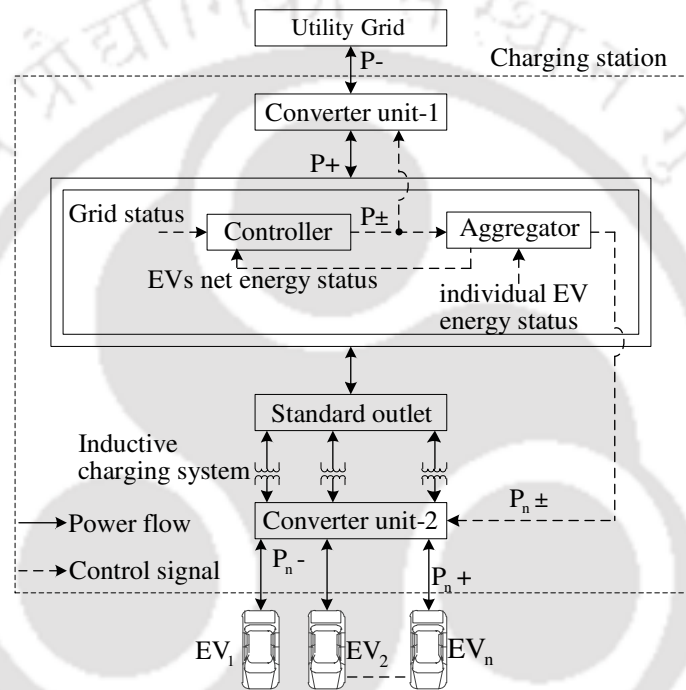 Utility Grid
P-
Charging station
Converter unit-1
P+
Grid status
P±
Controller
Aggregator
EVs net energy status
individual EV
energy status
Standard outlet
Inductive
charging system
Converter unit-2
Pn ±
Power flow
Pn -
Pn +
Control signal
EV1
EV2
EVn